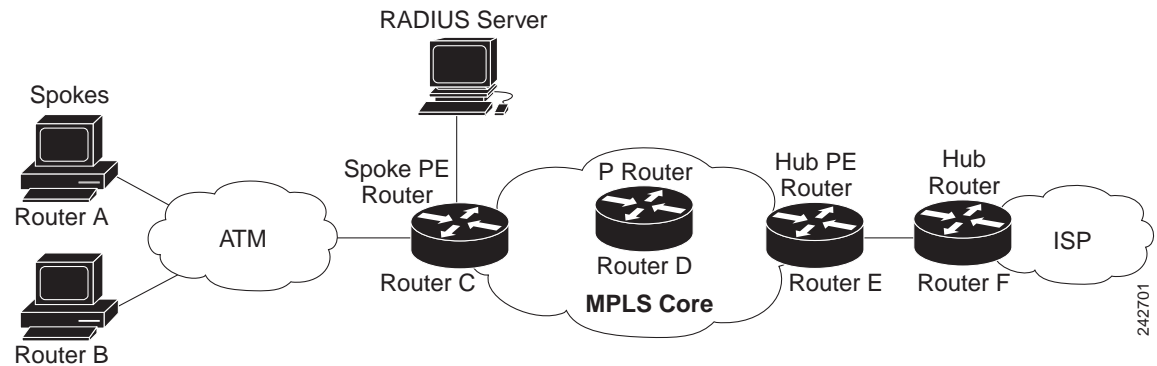 RADIUS Server
Spokes
Router A
Router B
ATM
Spoke PE
Router
Router C
P Router
Router D
MPLS Core
Hub PE
Router
Router E
Hub
Router
Router F
ISP
242701